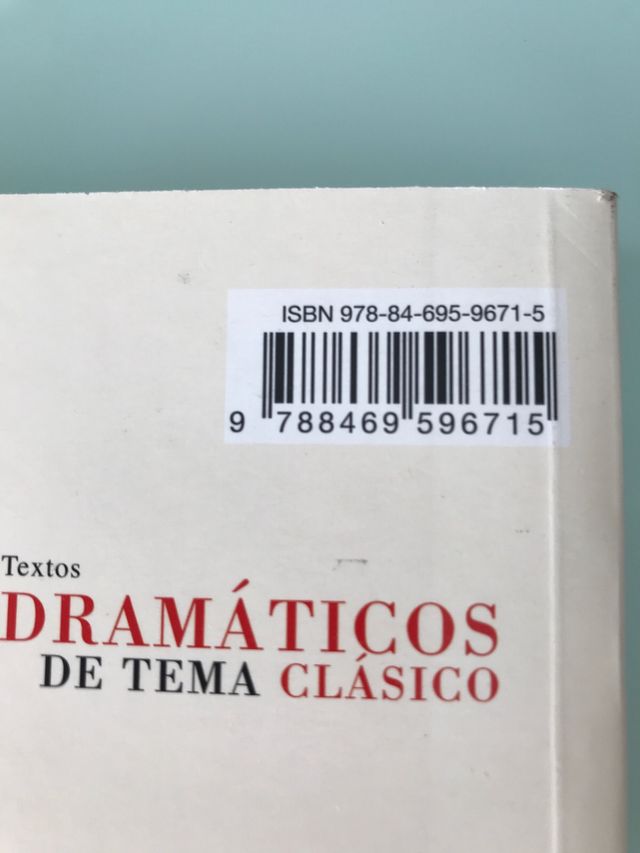 ISBN 978-84-695-9671-5
9 788469 596715
Textos
DRAMÁTICOS
DE TEMA CLÁSICO